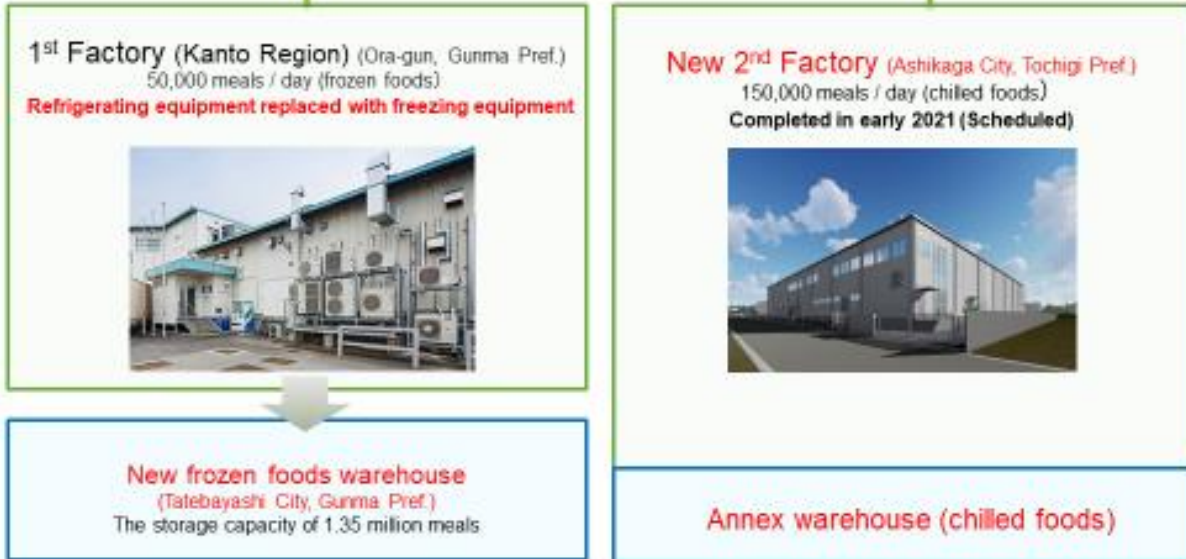 1st Factory (Kanto Region) (Ora-gun, Gunma Pref.)
50,000 meals / day (frozen foods)
Refrigerating equipment replaced with freezing equipment
New frozen foods warehouse
(Tatebayashi City, Gunma Pref.)
The storage capacity of 1.35 million meals
New 2nd Factory (Ashikaga City, Tochigi Pref.)
150,000 meals / day (chilled foods)
Completed in early 2021 (Scheduled)
Annex warehouse (chilled foods)